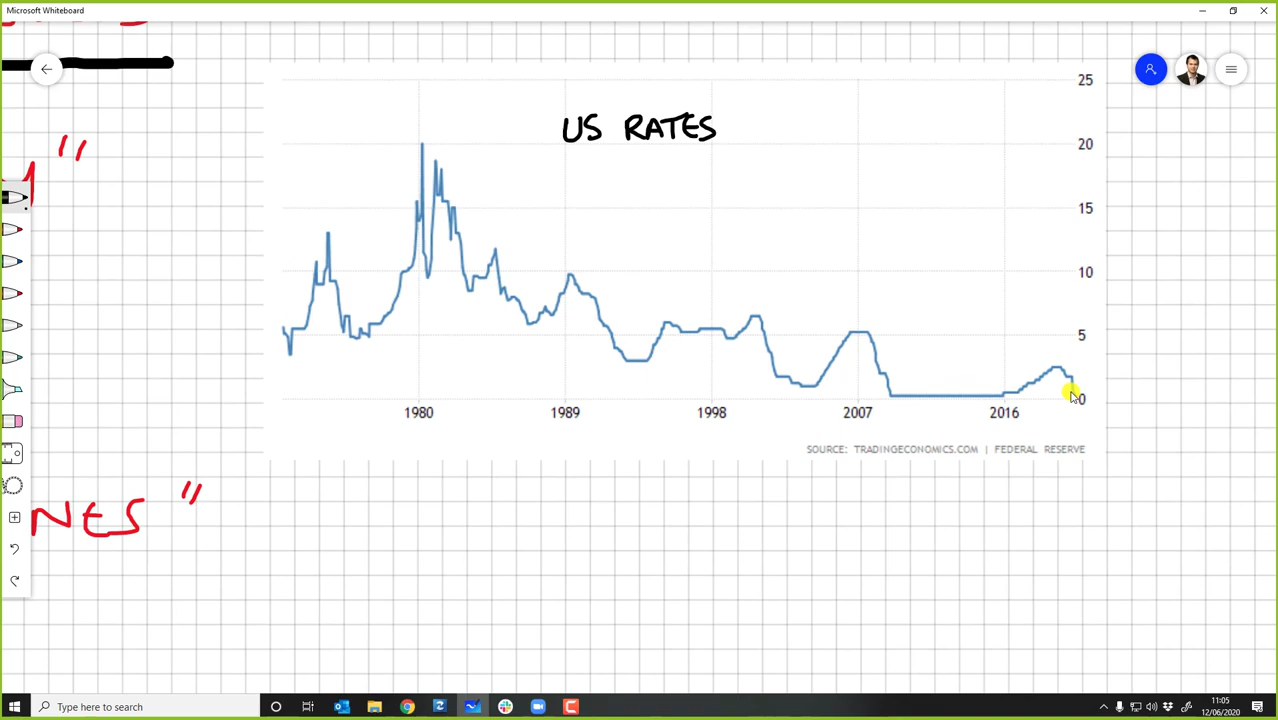 Microsoft Whiteboard
US RATES
25
20
15
10
5
0
1980 1989 1998 2007 2016
SOURCE: TRADINGECONOMICS.COM | FEDERAL RESERVE
NES"
Type here to search
11:05
12/06/2020